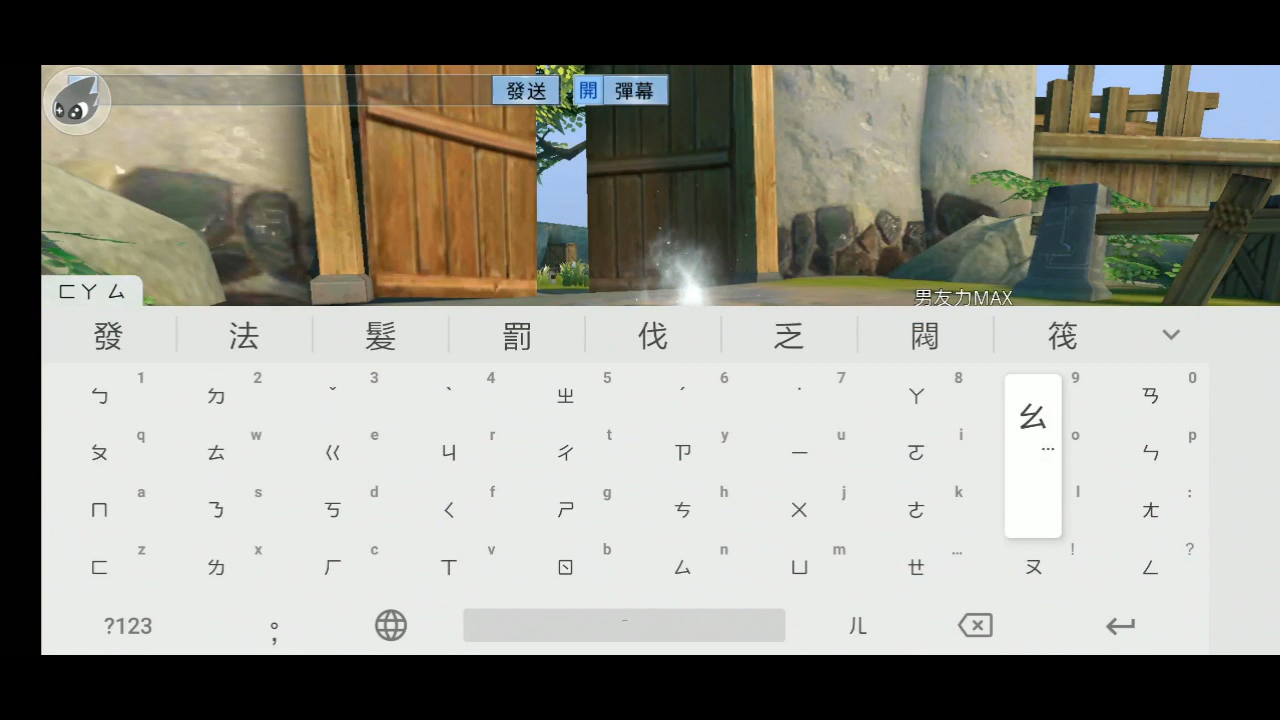 發送 開 彈幕
男友力MAX
ㄈㄚ ㄙ
發 法 髮 罰 伐 乏 閥 筏
ㄅ 1 ㄉ 2 ˇ 3 ˋ 4 ㄓ 5 ˊ 6 ˙ 7 ㄚ 8 9 ㄢ 0
ㄆ q ㄊ w ㄍ e ㄐ r ㄔ t ㄗ y ㄧ u ㄛ i ㄠ … o ㄣ p
ㄇ a ㄋ s ㄎ d ㄑ f ㄕ g ㄘ h ㄨ j ㄜ k l ㄤ :
ㄈ z ㄌ x ㄏ c ㄒ v ㄖ b ㄙ n ㄩ m ㄝ … ㄡ ! ㄥ ?
?123 ° , ˉ ㄦ